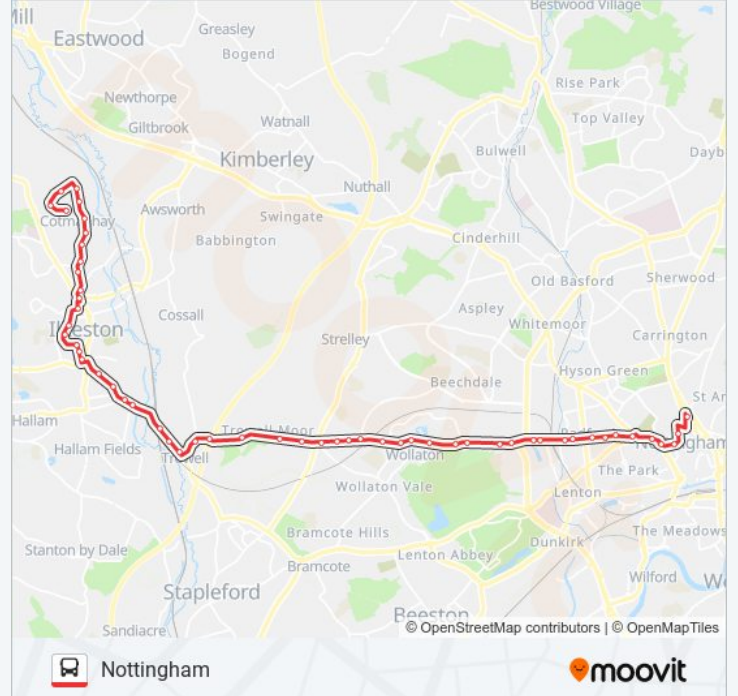 Bestwood Village
Mill
Eastwood
Greasley
Bogend
Rise Park
Newthorpe
Top Valley
Giltbrook
Watnall
Bulwell
Kimberley
Nuthall
Awsworth
Swingate
Babbington
Cinderhill
Old Basford
Sherwood
Cossall
Aspley
Whitemoor
Carrington
Strelley
Hyson Green
Beechdale
St An
Hallam
Trowell Moor
Hallam Fields
Trowell
Wollaton
Nottingham
The Park
Wollaton Vale
Lenton
Bramcote Hills
The Meadows
Dunkirk
Stanton by Dale
Lenton Abbey
Bramcote
Wilford
Stapleford
Beeston
Sandiacre
© OpenStreetMap contributors | © OpenMapTiles
Nottingham
moovit